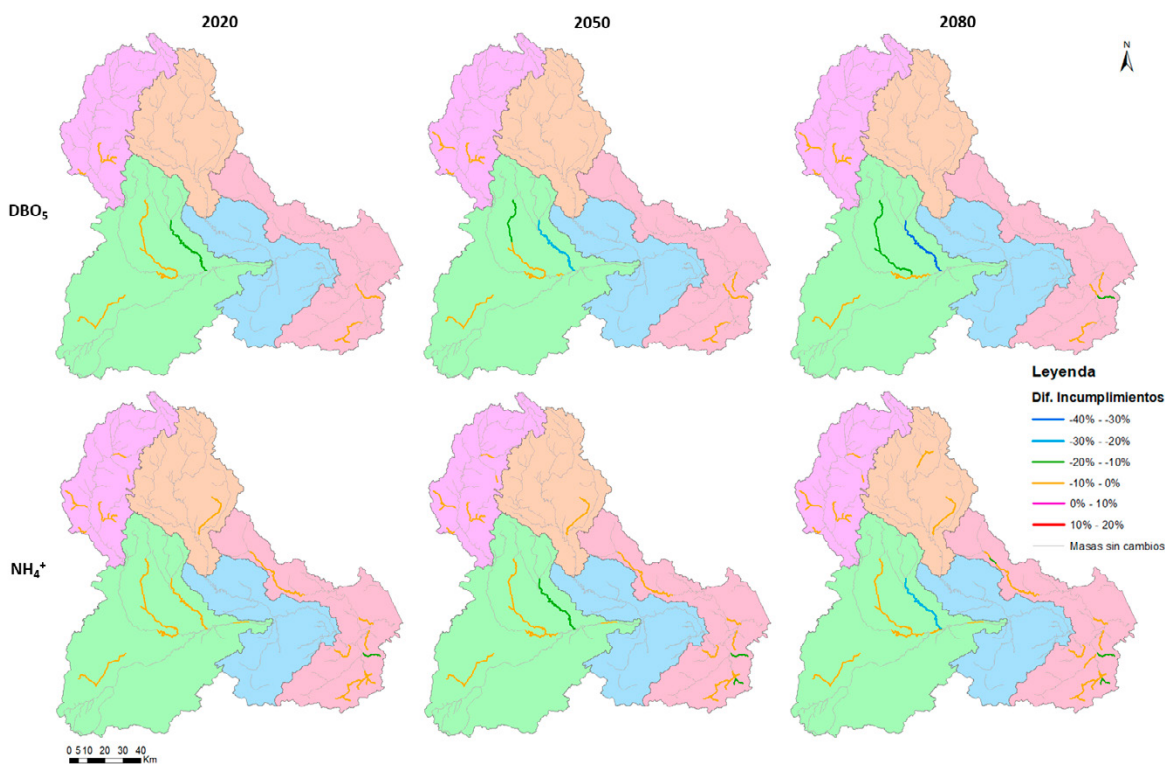 2020
2050
2080
N
DBO5
Leyenda
Dif. Incumplimientos
-40% - -30%
-30% - -20%
-20% - -10%
-10% - 0%
0% - 10%
10% - 20%
Masas sin cambios
NH4+
0 5 10 20 30 40
Km